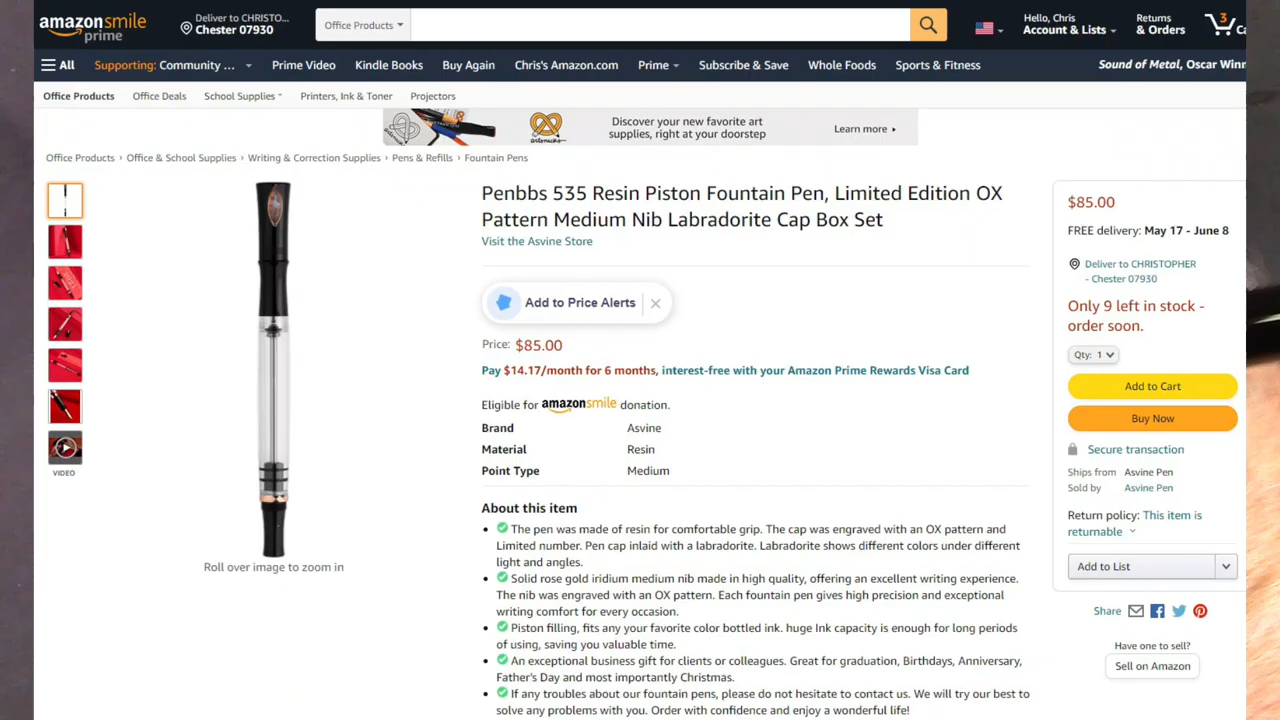 amazonsmile
prime
Deliver to CHRISTO...
Chester 07930
Office Products
Hello, Chris
Account & Lists
Returns
& Orders
3
Ca
All
Supporting: Community ...
Prime Video
Kindle Books
Buy Again
Chris's Amazon.com
Prime
Subscribe & Save
Whole Foods
Sports & Fitness
Sound of Metal, Oscar Winn
Office Products
Office Deals
School Supplies
Printers, Ink & Toner
Projectors
Discover your new favorite art
supplies, right at your doorstep
Learn more
Office Products › Office & School Supplies › Writing & Correction Supplies › Pens & Refills › Fountain Pens
VIDEO
Roll over image to zoom in
Penbbs 535 Resin Piston Fountain Pen, Limited Edition OX
Pattern Medium Nib Labradorite Cap Box Set
Visit the Asvine Store
Add to Price Alerts
Price: $85.00
Pay $14.17/month for 6 months, interest-free with your Amazon Prime Rewards Visa Card
Eligible for amazonsmile donation.
Brand Asvine
Material Resin
Point Type Medium
About this item
• The pen was made of resin for comfortable grip. The cap was engraved with an OX pattern and
Limited number. Pen cap inlaid with a labradorite. Labradorite shows different colors under different
light and angles.
• Solid rose gold iridium medium nib made in high quality, offering an excellent writing experience.
The nib was engraved with an OX pattern. Each fountain pen gives high precision and exceptional
writing comfort for every occasion.
• Piston filling, fits any your favorite color bottled ink. huge Ink capacity is enough for long periods
of using, saving you valuable time.
• An exceptional business gift for clients or colleagues. Great for graduation, Birthdays, Anniversary,
Father's Day and most importantly Christmas.
• If any troubles about our fountain pens, please do not hesitate to contact us. We will try our best to
solve any problems with you. Order with confidence and enjoy a wonderful life!
$85.00
FREE delivery: May 17 - June 8
Deliver to CHRISTOPHER
- Chester 07930
Only 9 left in stock -
order soon.
Qty: 1
Add to Cart
Buy Now
Secure transaction
Ships from Asvine Pen
Sold by Asvine Pen
Return policy: This item is
returnable
Add to List
Share
Have one to sell?
Sell on Amazon